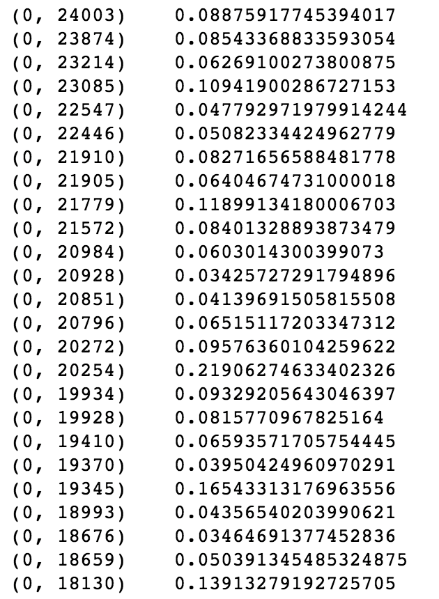 (0, 24003) 0.08875917745394017
(0, 23874) 0.08543368833593054
(0, 23214) 0.06269100273800875
(0, 23085) 0.10941900286727153
(0, 22547) 0.047792971979914244
(0, 22446) 0.05082334424962779
(0, 21910) 0.08271656588481778
(0, 21905) 0.06404674731000018
(0, 21779) 0.11899134180006703
(0, 21572) 0.08401328893873479
(0, 20984) 0.0603014300399073
(0, 20928) 0.03425727291794896
(0, 20851) 0.04139691505815508
(0, 20796) 0.06515117203347312
(0, 20272) 0.09576360104259622
(0, 20254) 0.21906274633402326
(0, 19934) 0.09329205643046397
(0, 19928) 0.0815770967825164
(0, 19410) 0.06593571705754445
(0, 19370) 0.03950424960970291
(0, 19345) 0.16543313176963556
(0, 18993) 0.04356540203990621
(0, 18676) 0.03464691377452836
(0, 18659) 0.050391345485324875
(0, 18130) 0.13913279192725705